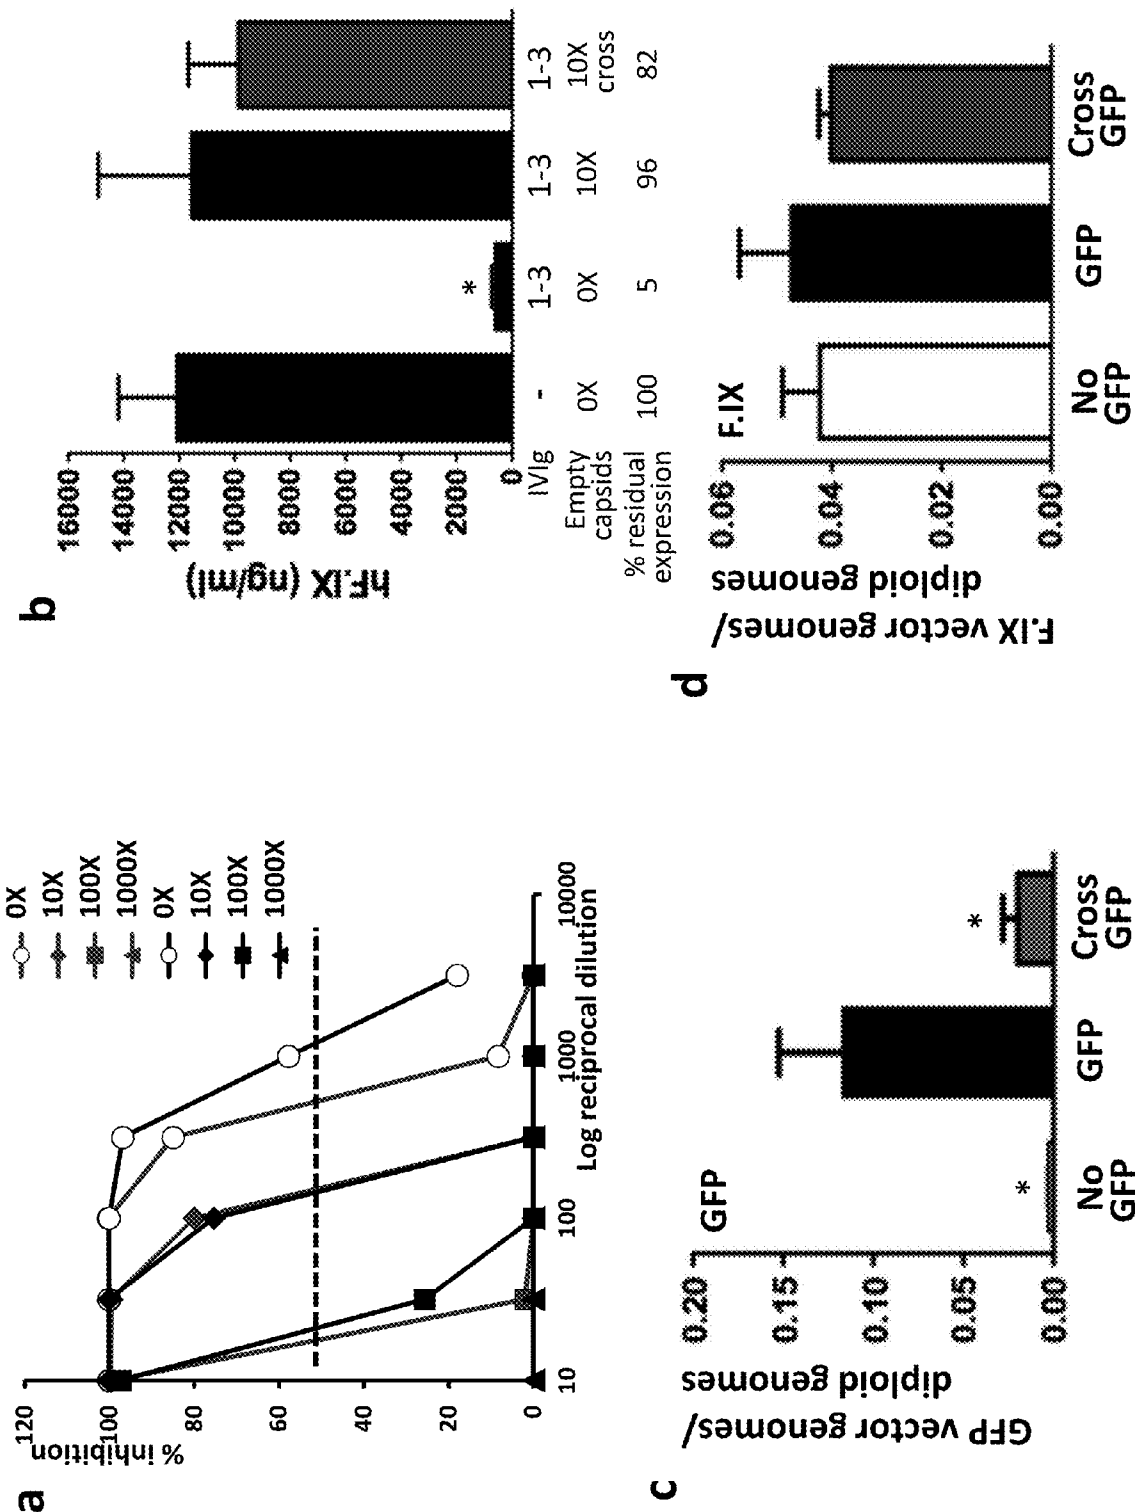 a
% inhibition
120
100
80
60
40
20
0
10
100
1000
10000
Log reciprocal dilution
0X
10X
100X
1000X
0X
10X
100X
1000X
b
hF.IX (ng/ml)
16000
14000
12000
10000
8000
6000
4000
2000
0
*
IVIg - 1-3 1-3 1-3
Empty capsids 0X 0X 10X 10X cross
% residual expression 100 5 96 82
c
GFP vector genomes/
diploid genomes
0.20
0.15
0.10
0.05
0.00
GFP
*
*
No GFP
GFP
Cross GFP
d
F.IX vector genomes/
diploid genomes
0.06
0.04
0.02
0.00
F.IX
No GFP
GFP
Cross GFP